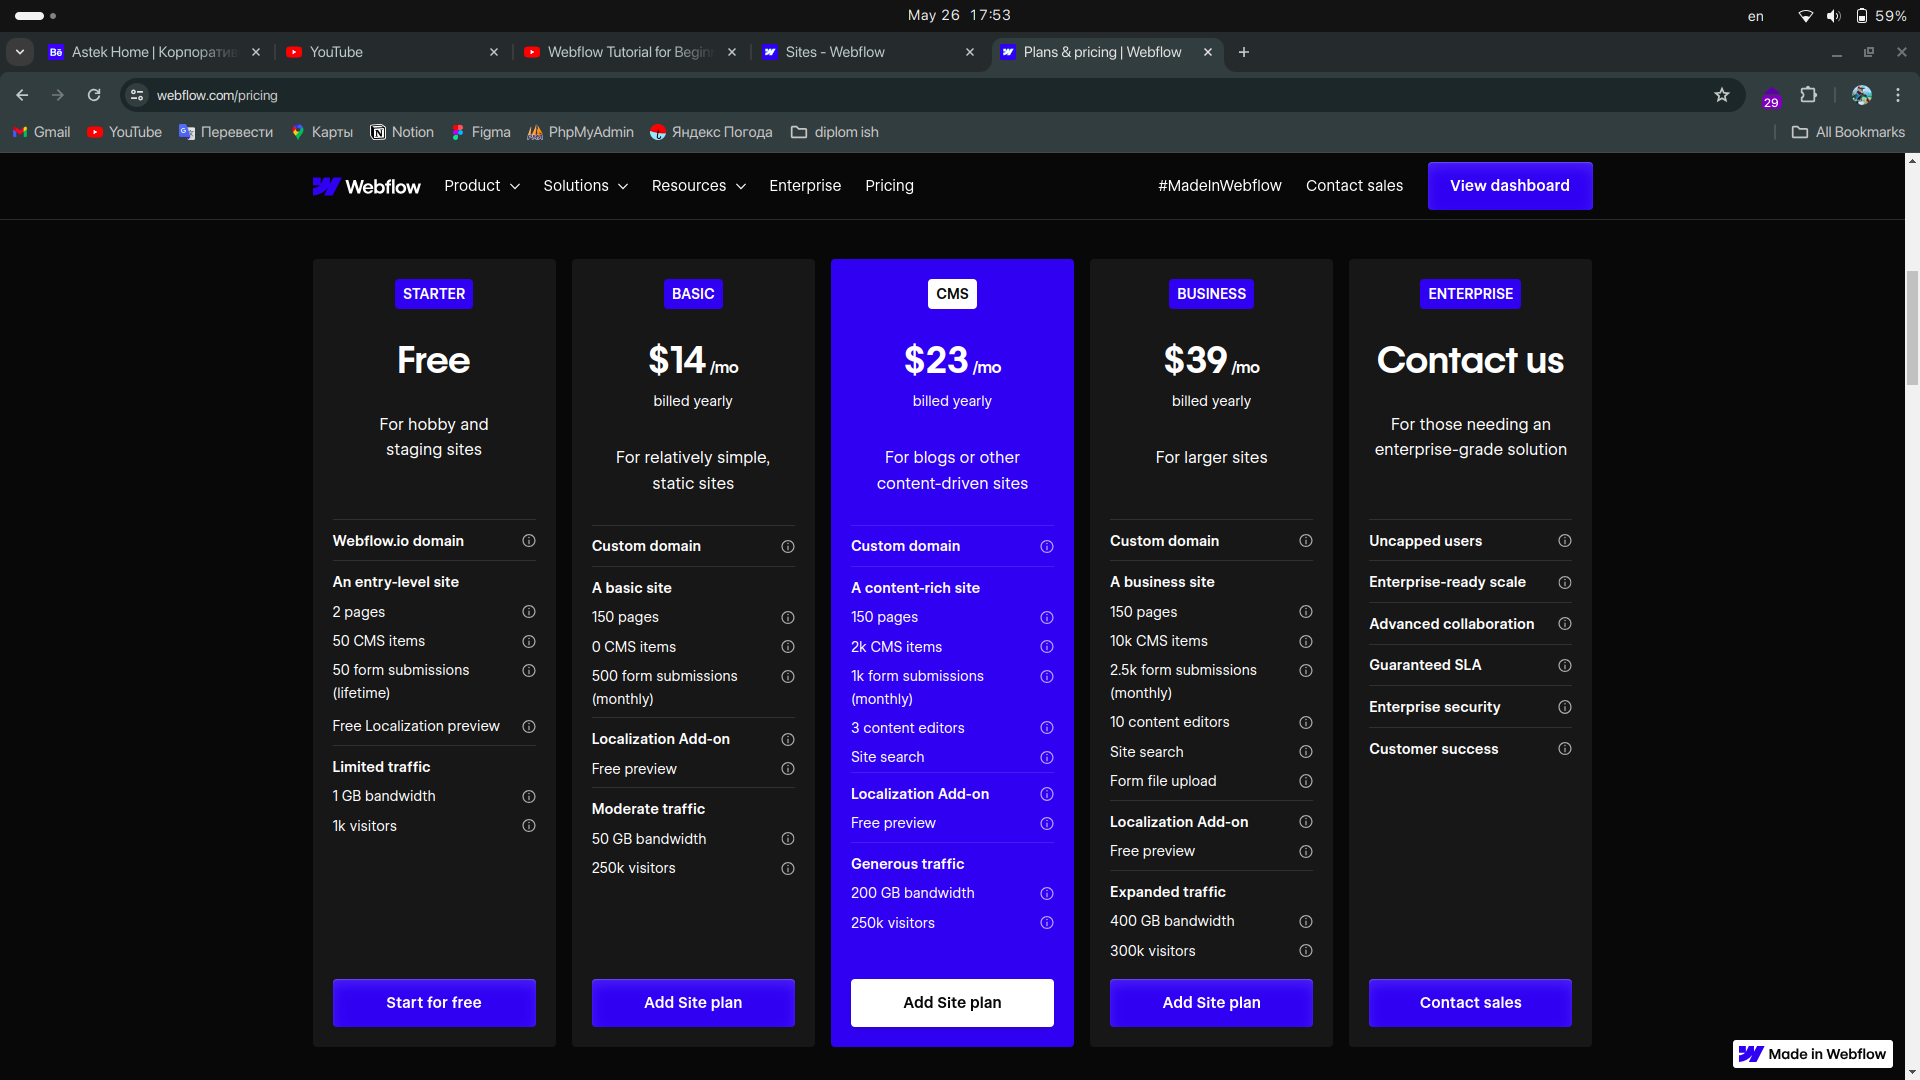 May 26 17:53
en
59%
Astek Home | Корпоратив
YouTube
Webflow Tutorial for Begin
Sites - Webflow
Plans & pricing | Webflow
webflow.com/pricing
29
Gmail
YouTube
Перевести
Карты
Notion
Figma
PhpMyAdmin
Яндекс Погода
diplom ish
All Bookmarks
Webflow
Product
Solutions
Resources
Enterprise
Pricing
#MadeInWebflow
Contact sales
View dashboard
STARTER
Free
For hobby and
staging sites
Webflow.io domain
An entry-level site
2 pages
50 CMS items
50 form submissions
(lifetime)
Free Localization preview
Limited traffic
1 GB bandwidth
1k visitors
Start for free
BASIC
$14 /mo
billed yearly
For relatively simple,
static sites
Custom domain
A basic site
150 pages
0 CMS items
500 form submissions
(monthly)
Localization Add-on
Free preview
Moderate traffic
50 GB bandwidth
250k visitors
Add Site plan
CMS
$23 /mo
billed yearly
For blogs or other
content-driven sites
Custom domain
A content-rich site
150 pages
2k CMS items
1k form submissions
(monthly)
3 content editors
Site search
Localization Add-on
Free preview
Generous traffic
200 GB bandwidth
250k visitors
Add Site plan
BUSINESS
$39 /mo
billed yearly
For larger sites
Custom domain
A business site
150 pages
10k CMS items
2.5k form submissions
(monthly)
10 content editors
Site search
Form file upload
Localization Add-on
Free preview
Expanded traffic
400 GB bandwidth
300k visitors
Add Site plan
ENTERPRISE
Contact us
For those needing an
enterprise-grade solution
Uncapped users
Enterprise-ready scale
Advanced collaboration
Guaranteed SLA
Enterprise security
Customer success
Contact sales
Made in Webflow